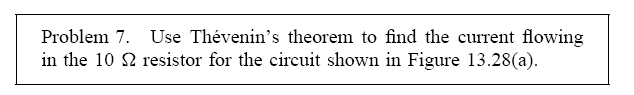 Problem 7. Use Thévenin's theorem to find the current flowing
in the 10 Ω resistor for the circuit shown in Figure 13.28(a).